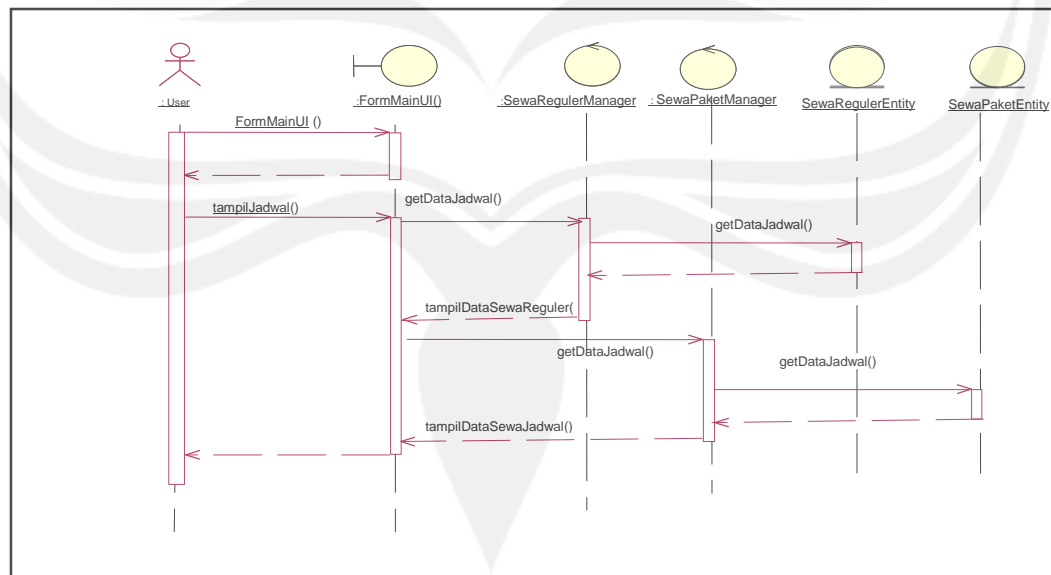 : User
:FormMainUI()
:SewaRegulerManager
: SewaPaketManager
SewaRegulerEntity
SewaPaketEntity
FormMainUI ()
tampilJadwal()
getDataJadwal()
getDataJadwal()
tampilDataSewaReguler(
getDataJadwal()
getDataJadwal()
tampilDataSewaJadwal()